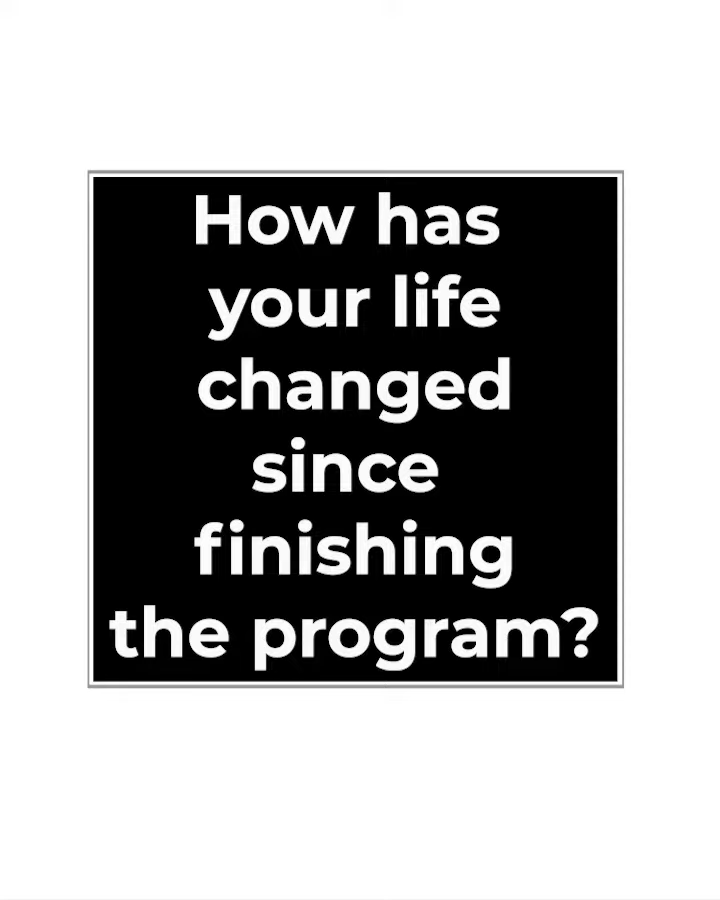 How has
your life
changed
since
finishing
the program?